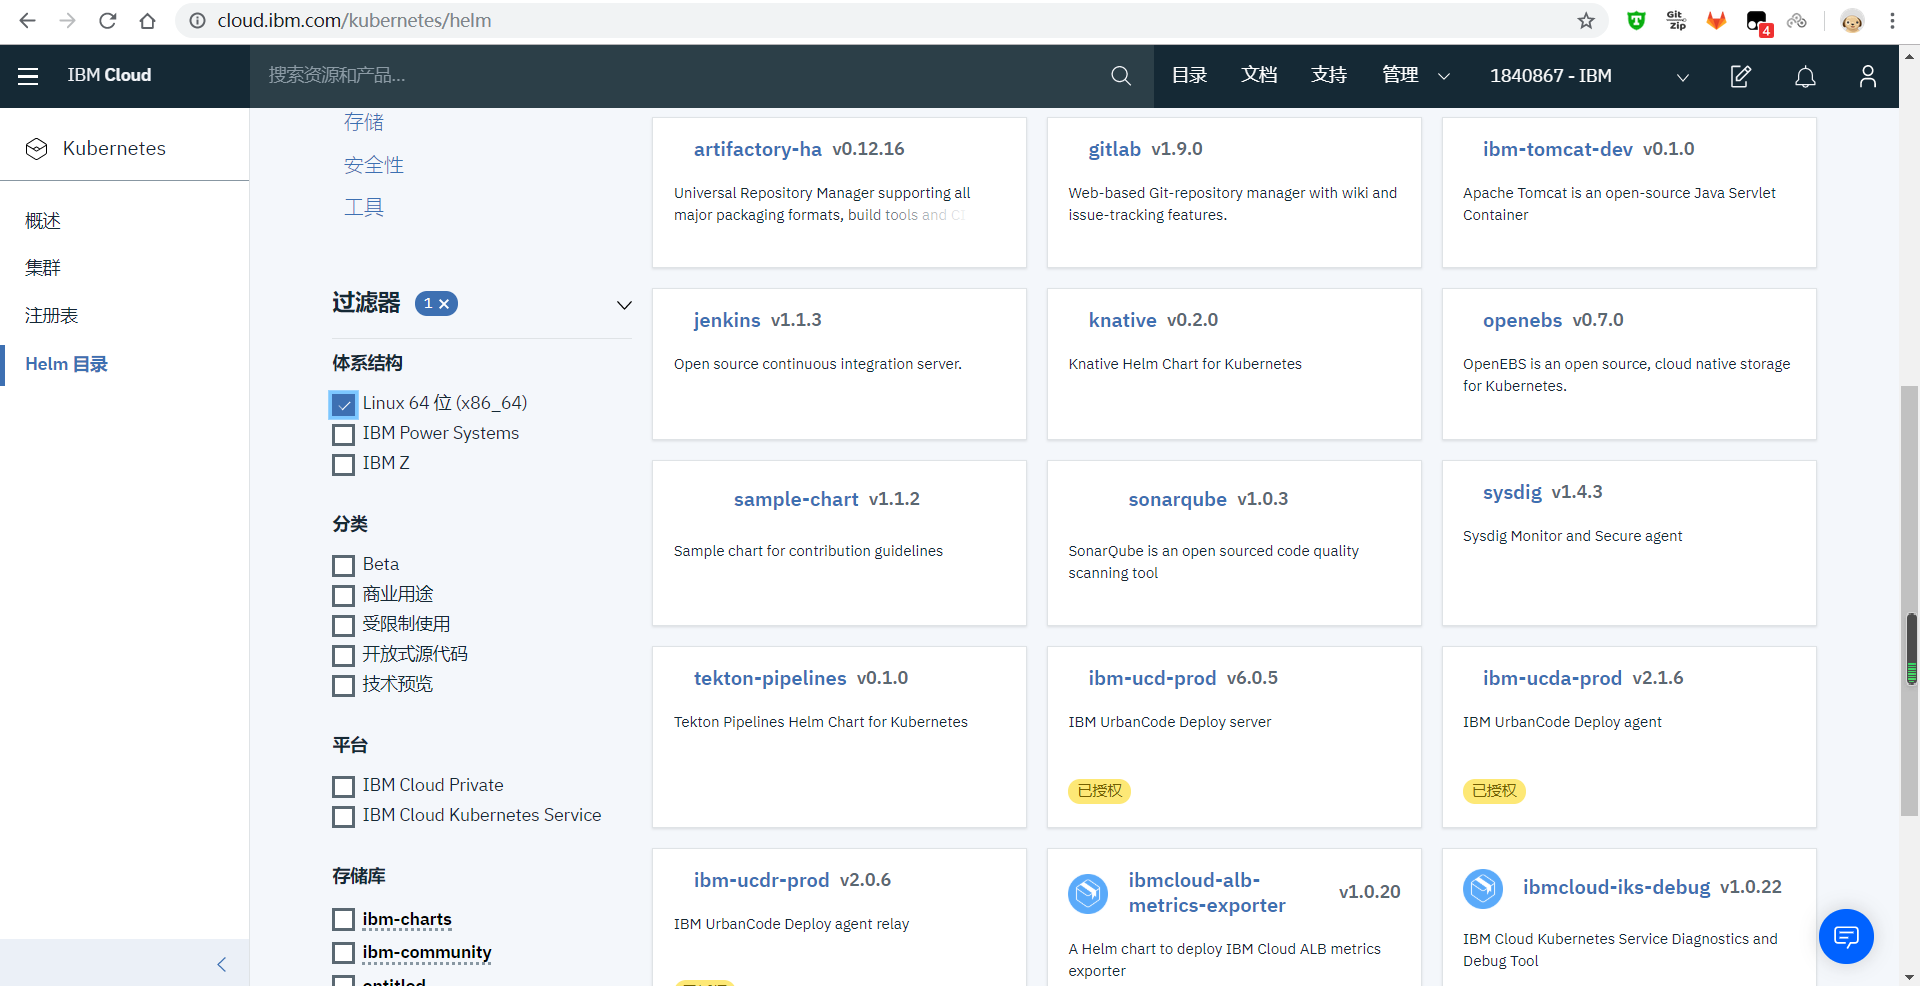 cloud.ibm.com/kubernetes/helm
Git
Zip
4
IBM Cloud
搜索资源和产品...
目录
文档
支持
管理
1840867 - IBM
Kubernetes
概述
集群
注册表
Helm 目录
存储
安全性
工具
过滤器
1 ×
体系结构
Linux 64 位 (x86_64)
IBM Power Systems
IBM Z
分类
Beta
商业用途
受限制使用
开放式源代码
技术预览
平台
IBM Cloud Private
IBM Cloud Kubernetes Service
存储库
ibm-charts
ibm-community
entitled
artifactory-ha v0.12.16
Universal Repository Manager supporting all
major packaging formats, build tools and CI
gitlab v1.9.0
Web-based Git-repository manager with wiki and
issue-tracking features.
ibm-tomcat-dev v0.1.0
Apache Tomcat is an open-source Java Servlet
Container
jenkins v1.1.3
Open source continuous integration server.
knative v0.2.0
Knative Helm Chart for Kubernetes
openebs v0.7.0
OpenEBS is an open source, cloud native storage
for Kubernetes.
sample-chart v1.1.2
Sample chart for contribution guidelines
sonarqube v1.0.3
SonarQube is an open sourced code quality
scanning tool
sysdig v1.4.3
Sysdig Monitor and Secure agent
tekton-pipelines v0.1.0
Tekton Pipelines Helm Chart for Kubernetes
ibm-ucd-prod v6.0.5
IBM UrbanCode Deploy server
已授权
ibm-ucda-prod v2.1.6
IBM UrbanCode Deploy agent
已授权
ibm-ucdr-prod v2.0.6
IBM UrbanCode Deploy agent relay
ibmcloud-alb-
metrics-exporter v1.0.20
A Helm chart to deploy IBM Cloud ALB metrics
exporter
ibmcloud-iks-debug v1.0.22
IBM Cloud Kubernetes Service Diagnostics and
Debug Tool